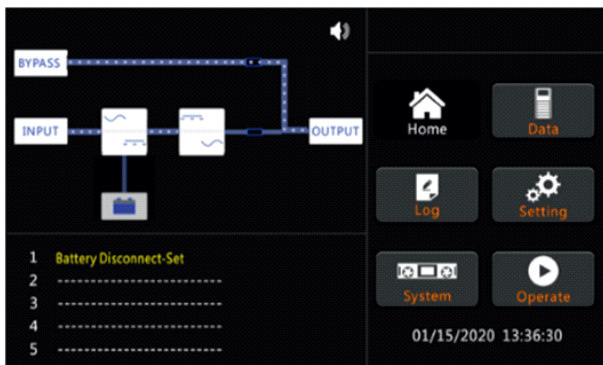 BYPASS
INPUT
OUTPUT
1 Battery Disconnect-Set
2 ------------------------
3 ------------------------
4 ------------------------
5 ------------------------
Home
Data
Log
Setting
System
Operate
01/15/2020 13:36:30